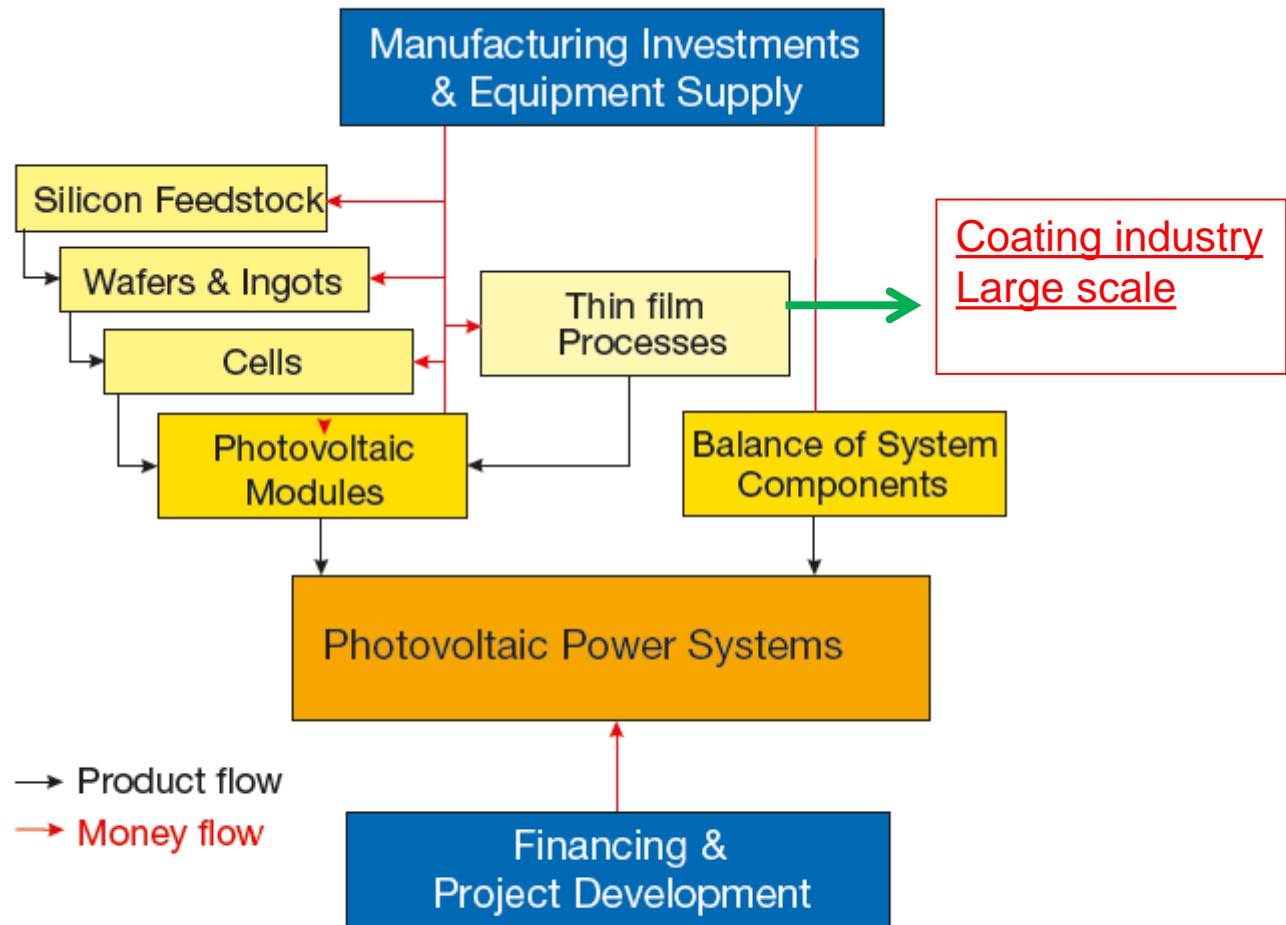 Manufacturing Investments
& Equipment Supply
Silicon Feedstock
Wafers & Ingots
Cells
Photovoltaic
Modules
Thin film
Processes
Coating industry
Large scale
Balance of System
Components
Photovoltaic Power Systems
Product flow
Money flow
Financing &
Project Development